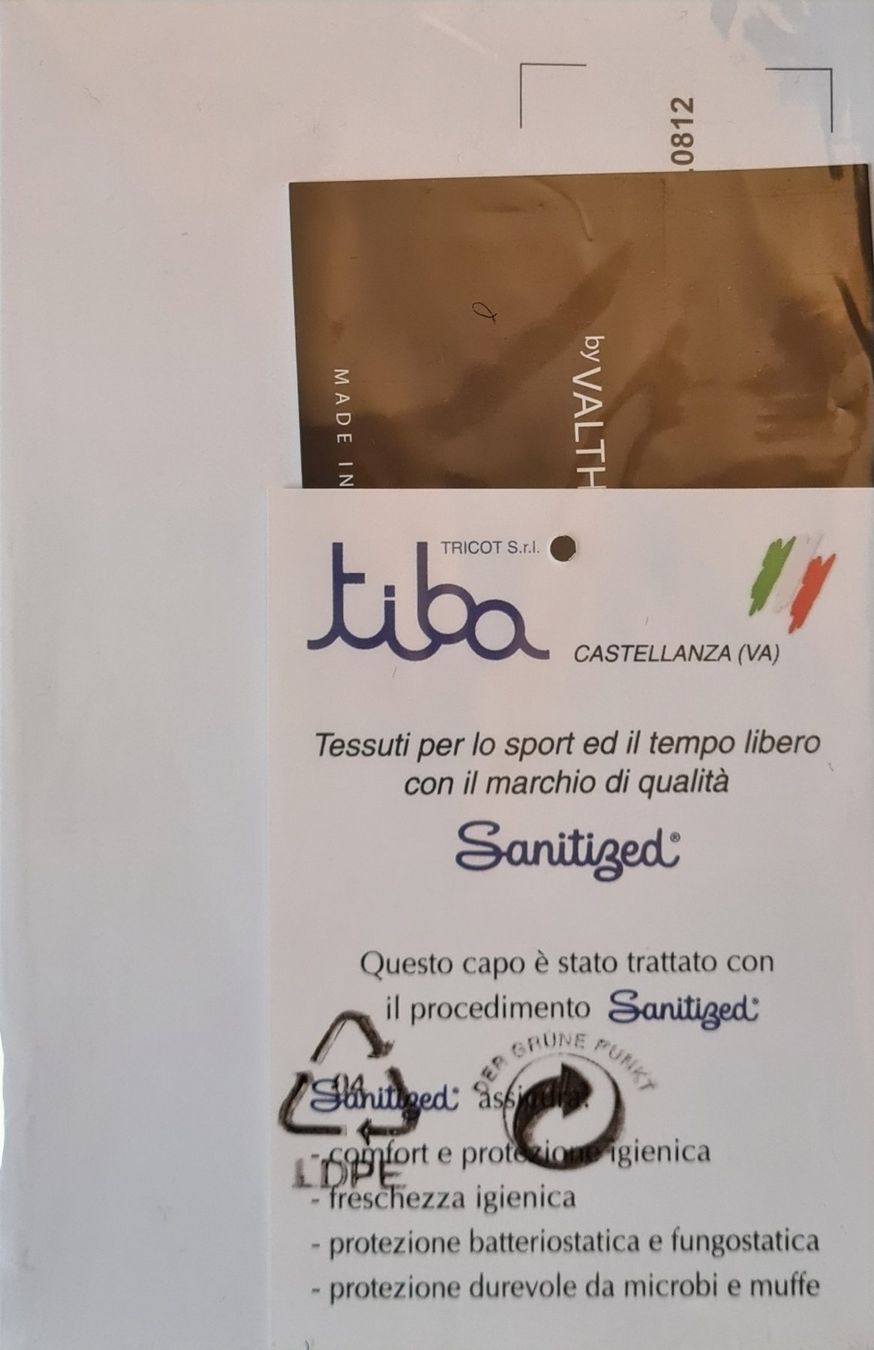 .0812
by VALTH
MADE IN
TRICOT S.r.l.
tiba
CASTELLANZA (VA)
Tessuti per lo sport ed il tempo libero
con il marchio di qualità
Sanitized®
Questo capo è stato trattato con
il procedimento Sanitized®
DER GRÜNE PUNKT
04
Sanitized® assicura:
- comfort e protezione igienica
LDPE
- freschezza igienica
- protezione batteriostatica e fungostatica
- protezione durevole da microbi e muffe